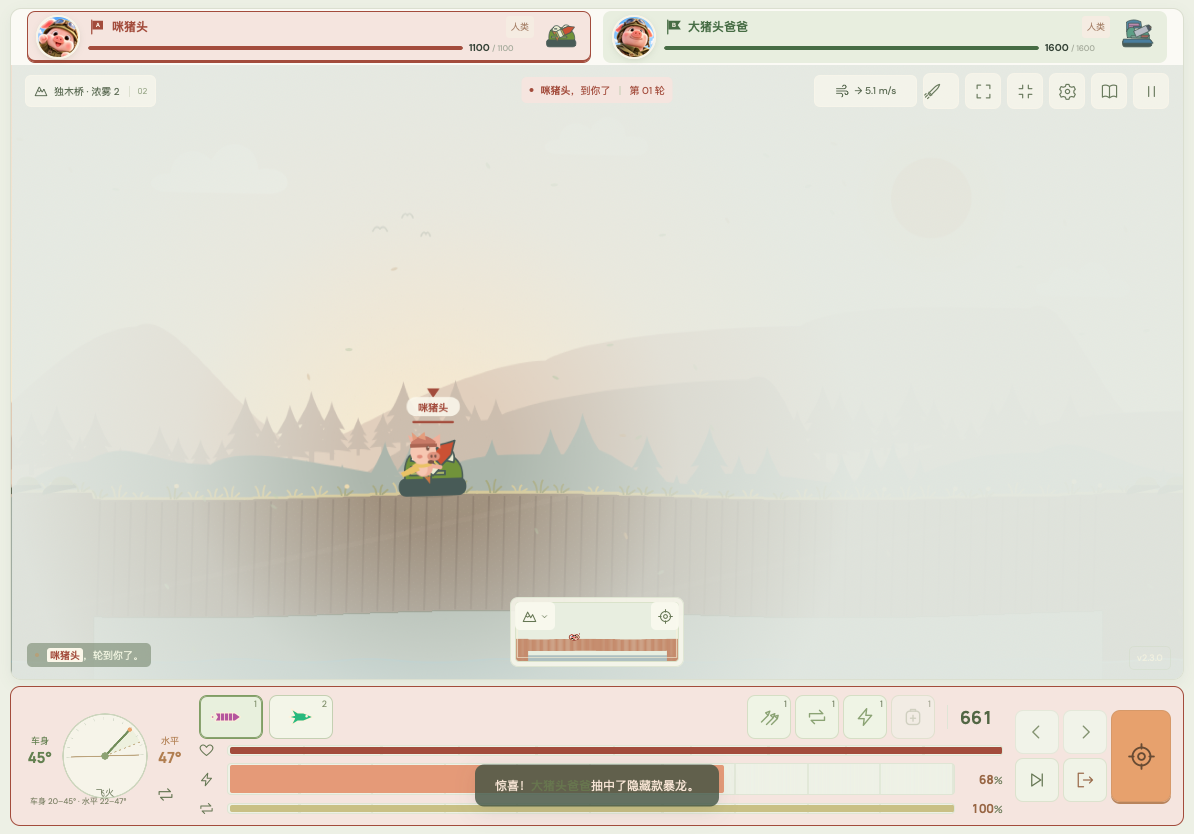 咪猪头
人类
1100 / 1100
大猪头爸爸
人类
1600 / 1600
独木桥 · 浓雾 2 02
咪猪头，到你了 第 01 轮
→ 5.1 m/s
咪猪头
咪猪头，轮到你了。
v2.3.0
1
2
1
1
1
1
661
车身
45°
水平
47°
飞火
车身 20–45° · 水平 22–47°
68%
惊喜！大猪头爸爸抽中了隐藏款暴龙。
100%